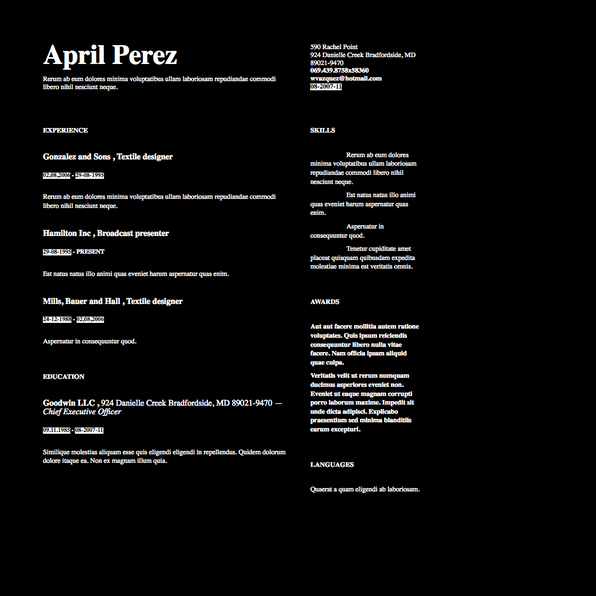 April Perez
Rerum ab eum dolores minima voluptatibus ullam laboriosam repudiandae commodi
libero nihil nesciunt neque.
EXPERIENCE
Gonzalez and Sons , Textile designer
02.08.2006 - 29-08-1993
Rerum ab eum dolores minima voluptatibus ullam laboriosam repudiandae commodi
libero nihil nesciunt neque.
Hamilton Inc , Broadcast presenter
29-08-1993 - PRESENT
Est natus natus illo animi quas eveniet harum aspernatur quas enim.
Mills, Bauer and Hall , Textile designer
24-12-1988 - 02.08.2006
Aspernatur in consequuntur quod.
EDUCATION
Goodwin LLC , 924 Danielle Creek Bradfordside, MD 89021-9470 —
Chief Executive Officer
09.11.1985 - 08-2007-11
Similique molestias aliquam esse quis eligendi eligendi in repellendus. Quidem dolorum
dolore itaque ea. Non ex magnam illum quia.
590 Rachel Point
924 Danielle Creek Bradfordside, MD
89021-9470
069.439.8758x58360
wvazquez@hotmail.com
08-2007-11
SKILLS
Rerum ab eum dolores
minima voluptatibus ullam laboriosam
repudiandae commodi libero nihil
nesciunt neque.
Est natus natus illo animi
quas eveniet harum aspernatur quas
enim.
Aspernatur in
consequuntur quod.
Tenetur cupiditate amet
placeat quisquam quibusdam expedita
molestiae minima est veritatis omnis.
AWARDS
Aut aut facere mollitia autem ratione
voluptates. Quis ipsum reiciendis
consequuntur libero nulla vitae
facere. Nam officia ipsam aliquid
quae culpa.
Veritatis velit ut rerum numquam
ducimus asperiores eveniet non.
Eveniet ut eaque magnam corrupti
porro laborum maxime. Impedit sit
unde dicta adipisci. Explicabo
praesentium sed minima blanditiis
earum excepturi.
LANGUAGES
Quaerat a quam eligendi ab laboriosam.